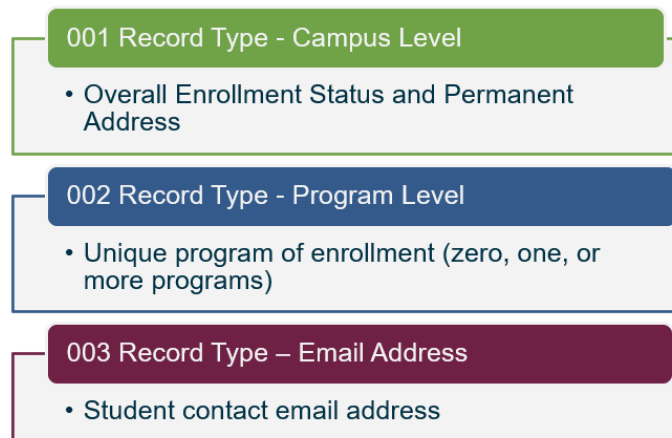 001 Record Type - Campus Level
• Overall Enrollment Status and Permanent
Address
002 Record Type - Program Level
• Unique program of enrollment (zero, one, or
more programs)
003 Record Type – Email Address
• Student contact email address